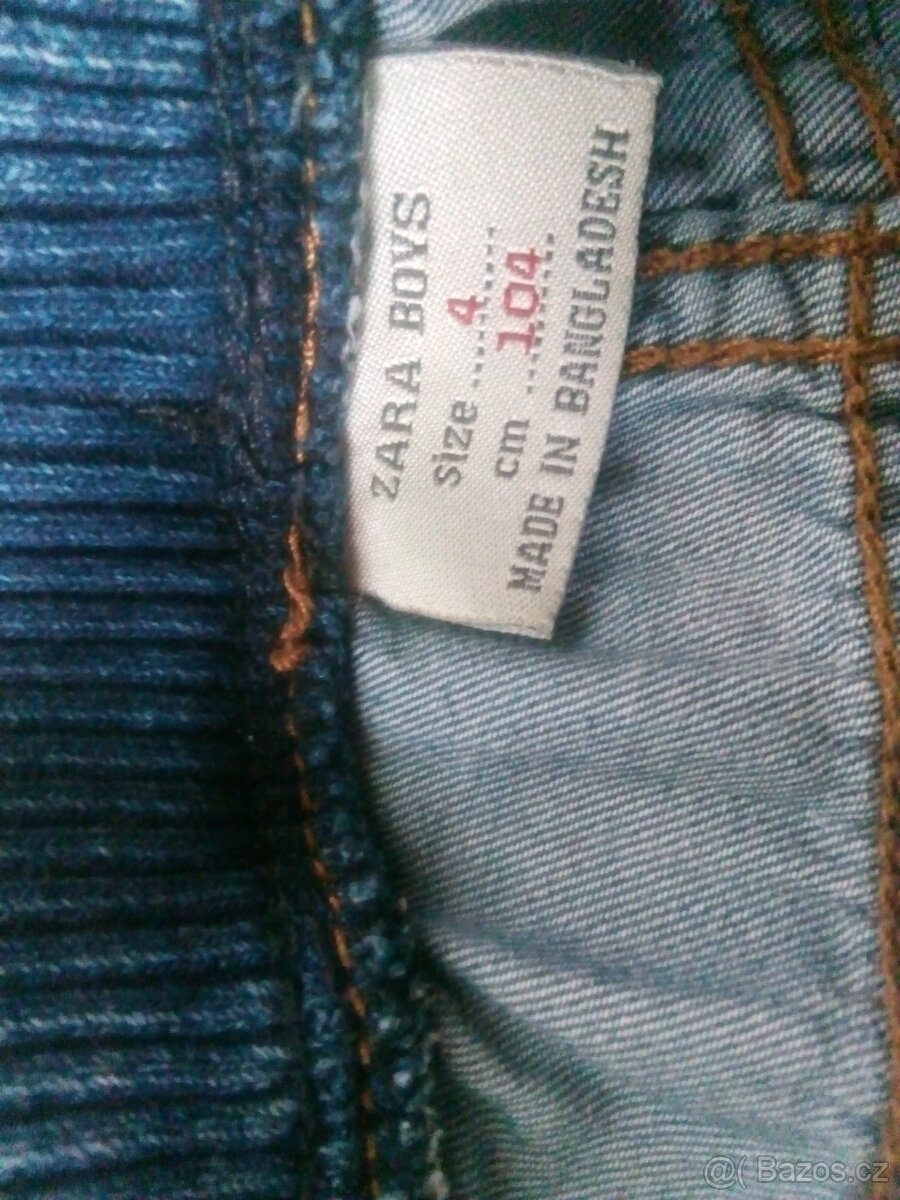 ZARA BOYS
size 4
cm 104
MADE IN BANGLADESH
@( Bazos.cz